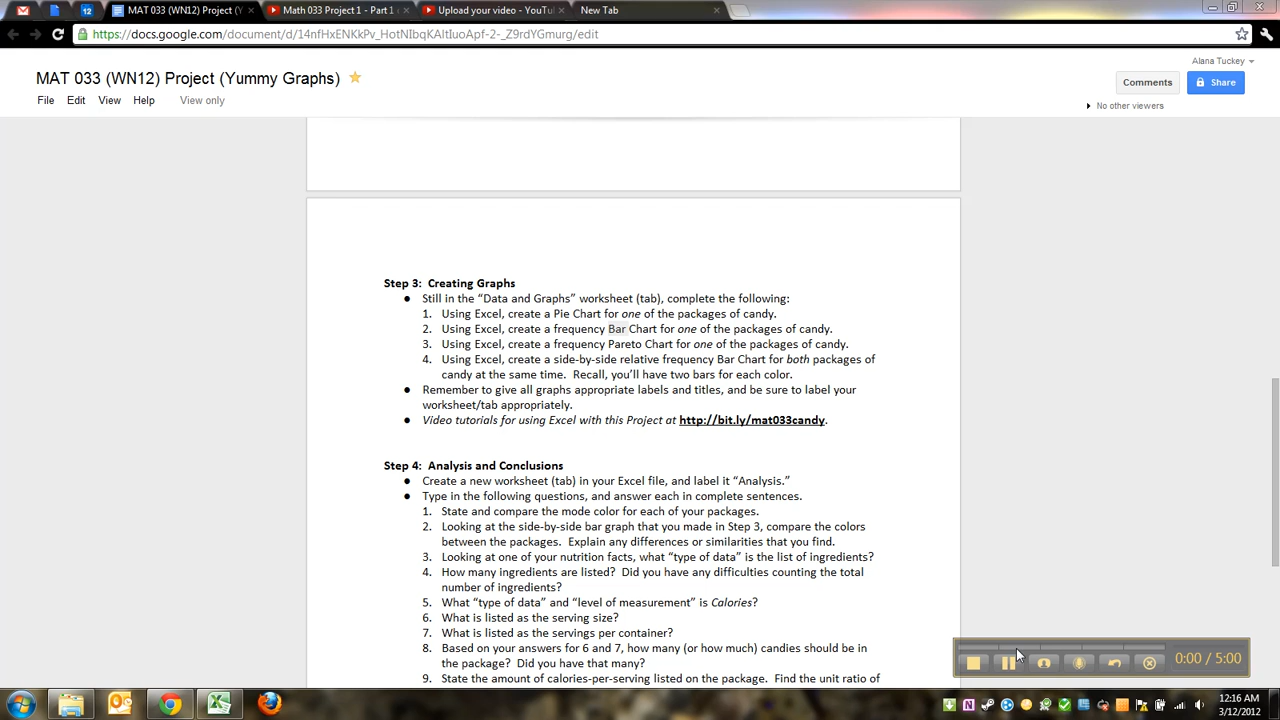 MAT 033 (WN12) Project (Y
Math 033 Project 1 - Part 1
Upload your video - YouTu
New Tab
https://docs.google.com/document/d/14nfHxENKkPv_HotNIbqKAltIuoApf-2-_Z9rdYGmurg/edit
Alana Tuckey
MAT 033 (WN12) Project (Yummy Graphs)
Comments
Share
File Edit View Help View only
No other viewers
Step 3: Creating Graphs
● Still in the “Data and Graphs” worksheet (tab), complete the following:
1. Using Excel, create a Pie Chart for one of the packages of candy.
2. Using Excel, create a frequency Bar Chart for one of the packages of candy.
3. Using Excel, create a frequency Pareto Chart for one of the packages of candy.
4. Using Excel, create a side-by-side relative frequency Bar Chart for both packages of
candy at the same time. Recall, you’ll have two bars for each color.
● Remember to give all graphs appropriate labels and titles, and be sure to label your
worksheet/tab appropriately.
● Video tutorials for using Excel with this Project at http://bit.ly/mat033candy.
Step 4: Analysis and Conclusions
● Create a new worksheet (tab) in your Excel file, and label it “Analysis.”
● Type in the following questions, and answer each in complete sentences.
1. State and compare the mode color for each of your packages.
2. Looking at the side-by-side bar graph that you made in Step 3, compare the colors
between the packages. Explain any differences or similarities that you find.
3. Looking at one of your nutrition facts, what “type of data” is the list of ingredients?
4. How many ingredients are listed? Did you have any difficulties counting the total
number of ingredients?
5. What “type of data” and “level of measurement” is Calories?
6. What is listed as the serving size?
7. What is listed as the servings per container?
8. Based on your answers for 6 and 7, how many (or how much) candies should be in
the package? Did you have that many?
9. State the amount of calories-per-serving listed on the package. Find the unit ratio of
0:00 / 5:00
12:16 AM
3/12/2012